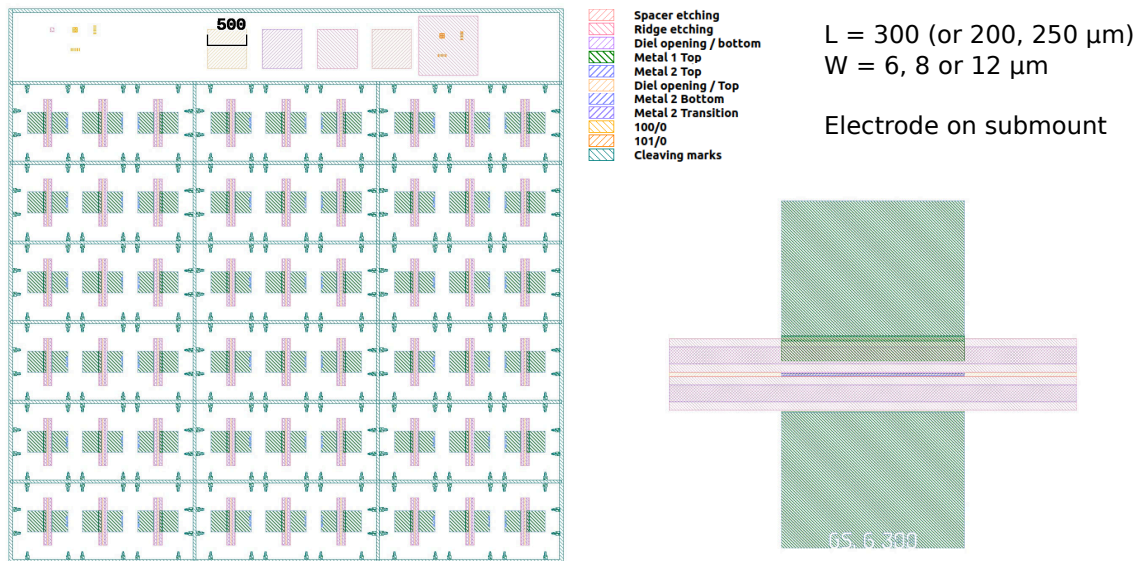 500
Spacer etching
Ridge etching
Diel opening / bottom
Metal 1 Top
Metal 2 Top
Diel opening / Top
Metal 2 Bottom
Metal 2 Transition
100/0
101/0
Cleaving marks
L = 300 (or 200, 250 µm)
W = 6, 8 or 12 µm
Electrode on submount
GS 6 300